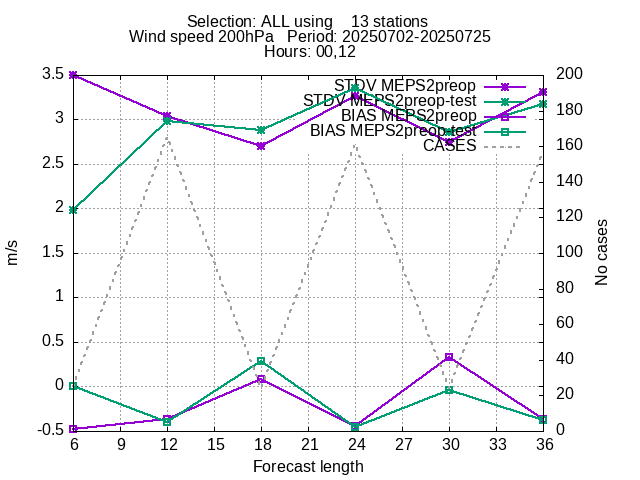 Selection: ALL using    13 stations
Wind speed 200hPa   Period: 20250702-20250725
Hours: 00,12
STDV MEPS2preop
STDV MEPS2preop-test
BIAS MEPS2preop
BIAS MEPS2preop-test
CASES
3.5
3
2.5
2
1.5
1
0.5
0
-0.5
m/s
200
180
160
140
120
100
80
60
40
20
0
No cases
6 9 12 15 18 21 24 27 30 33 36
Forecast length